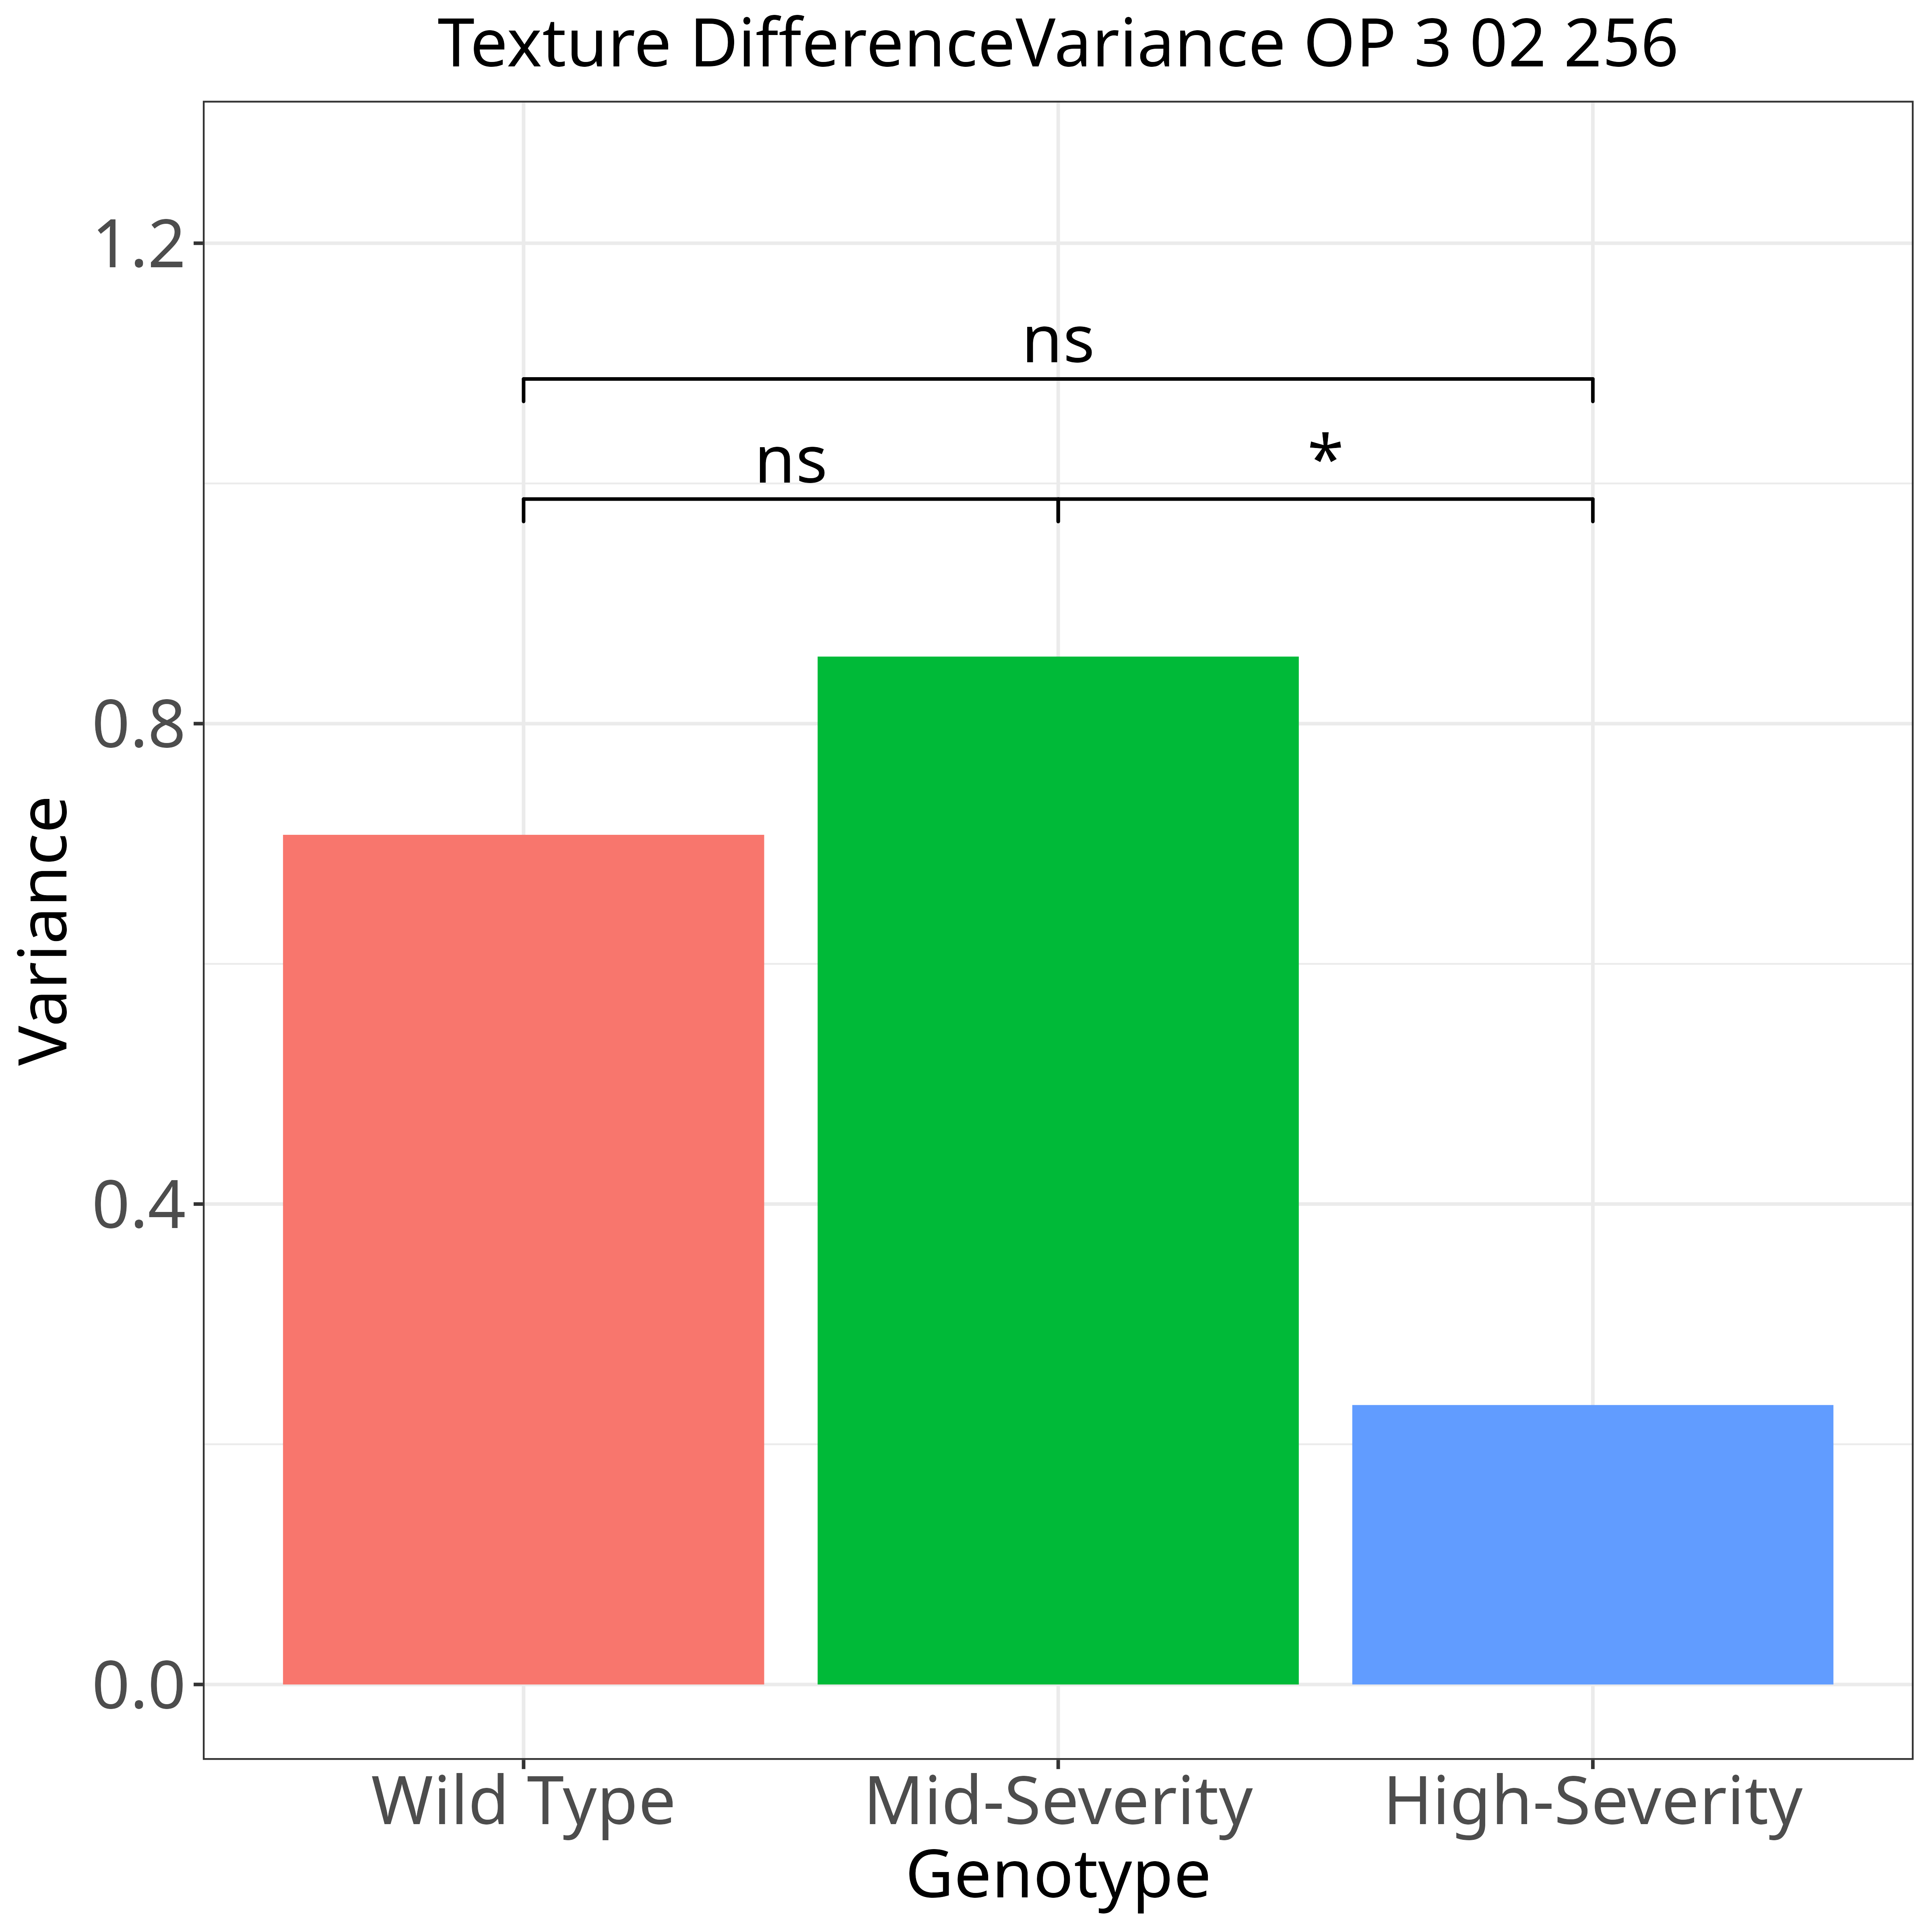 Texture DifferenceVariance OP 3 02 256
1.2
ns
ns
*
0.8
Variance
0.4
0.0
Wild Type
Mid-Severity
High-Severity
Genotype